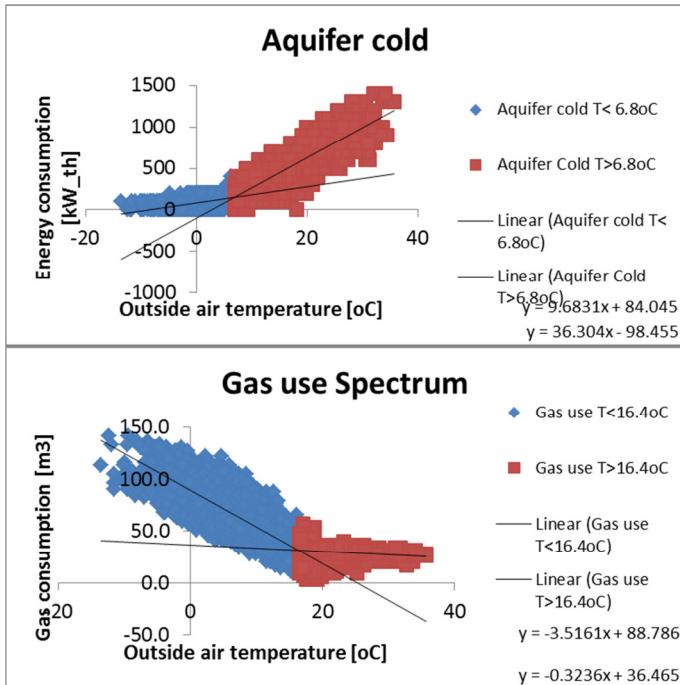 Aquifer cold
Energy consumption
[kW_th]
1500
1000
500
0
-500
-1000
-20
0
20
40
Outside air temperature [oC]
Aquifer cold T< 6.8oC
Aquifer Cold T>6.8oC
Linear (Aquifer cold T<
6.8oC)
Linear (Aquifer Cold
T>6.8oC)
y = 9.6831x + 84.045
y = 36.304x - 98.455
Gas use Spectrum
Gas consumption [m3]
150.0
100.0
50.0
0.0
-50.0
20
0
20
40
Outside air temperature [oC]
Gas use T<16.4oC
Gas use T>16.4oC
Linear (Gas use
T<16.4oC)
Linear (Gas use
T>16.4oC)
y = -3.5161x + 88.786
y = -0.3236x + 36.465